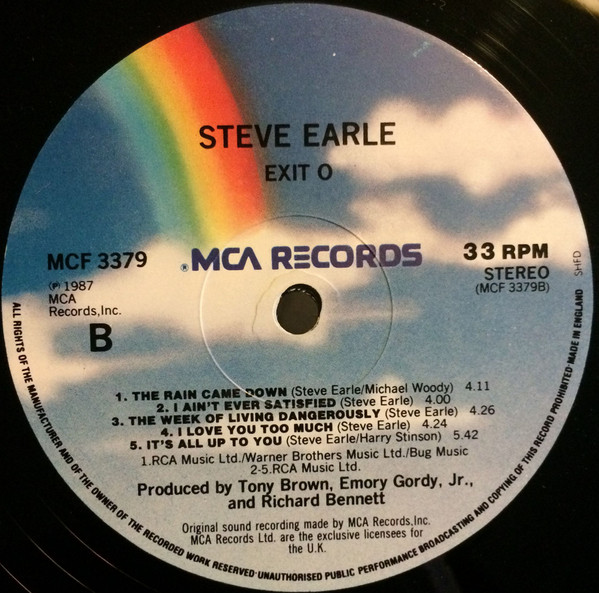 STEVE EARLE
EXIT O
MCF 3379
℗ 1987
MCA
Records,Inc.
B
®MCA RECORDS
33 RPM
STEREO
(MCF 3379B)
SHFD
1. THE RAIN CAME DOWN (Steve Earle/Michael Woody) 4.11
2. I AIN'T EVER SATISFIED (Steve Earle) 4.00
3. THE WEEK OF LIVING DANGEROUSLY (Steve Earle) 4.26
4. I LOVE YOU TOO MUCH (Steve Earle) 4.24
5. IT'S ALL UP TO YOU (Steve Earle/Harry Stinson) 5.42
1.RCA Music Ltd./Warner Brothers Music Ltd./Bug Music
2-5.RCA Music Ltd.
Produced by Tony Brown, Emory Gordy, Jr.,
and Richard Bennett
Original sound recording made by MCA Records,Inc.
MCA Records Ltd. are the exclusive licensees for
the U.K.
ALL RIGHTS OF THE MANUFACTURER AND OF THE OWNER OF THE RECORDED WORK RESERVED·UNAUTHORISED PUBLIC PERFORMANCE BROADCASTING AND COPYING OF THIS RECORD PROHIBITED·MADE IN ENGLAND